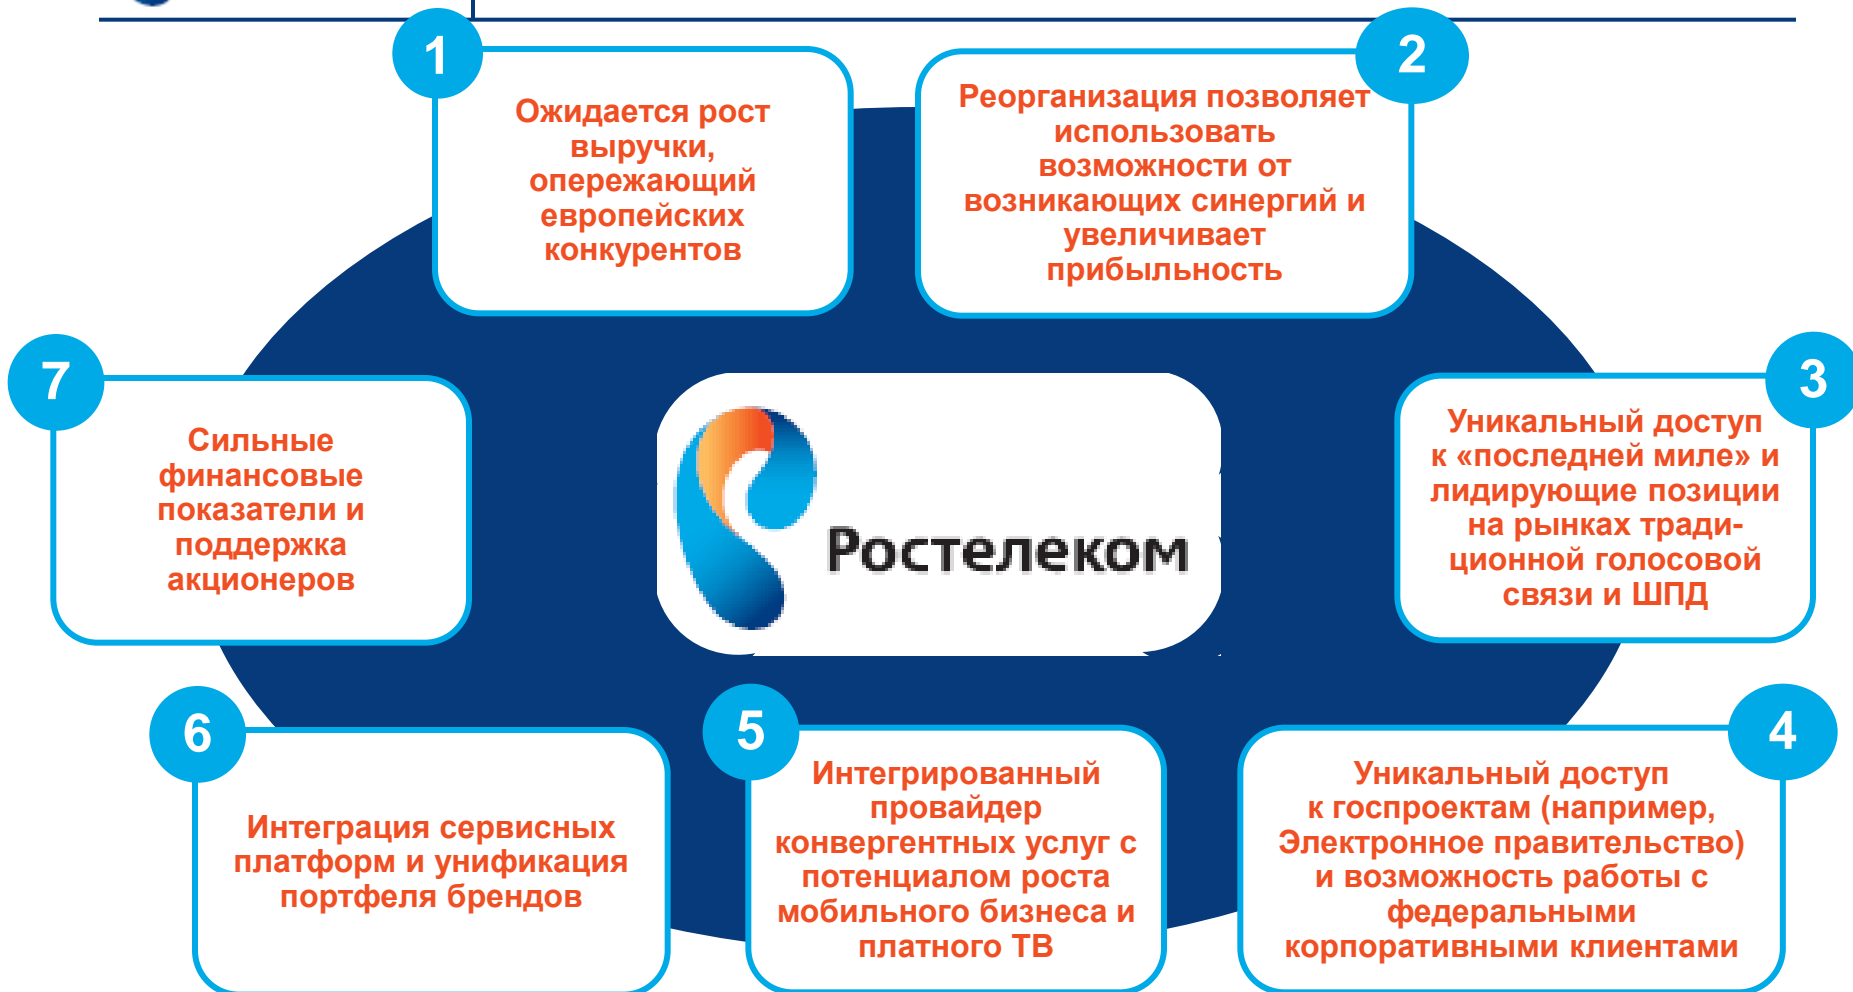 1
Ожидается рост
выручки,
опережающий
европейских
конкурентов
2
Реорганизация позволяет
использовать
возможности от
возникающих синергий и
увеличивает
прибыльность
3
Уникальный доступ
к «последней миле» и
лидирующие позиции
на рынках тради-
ционной голосовой
связи и ШПД
4
Уникальный доступ
к госпроектам (например,
Электронное правительство)
и возможность работы с
федеральными
корпоративными клиентами
5
Интегрированный
провайдер
конвергентных услуг с
потенциалом роста
мобильного бизнеса и
платного ТВ
6
Интеграция сервисных
платформ и унификация
портфеля брендов
7
Сильные
финансовые
показатели и
поддержка
акционеров
Ростелеком